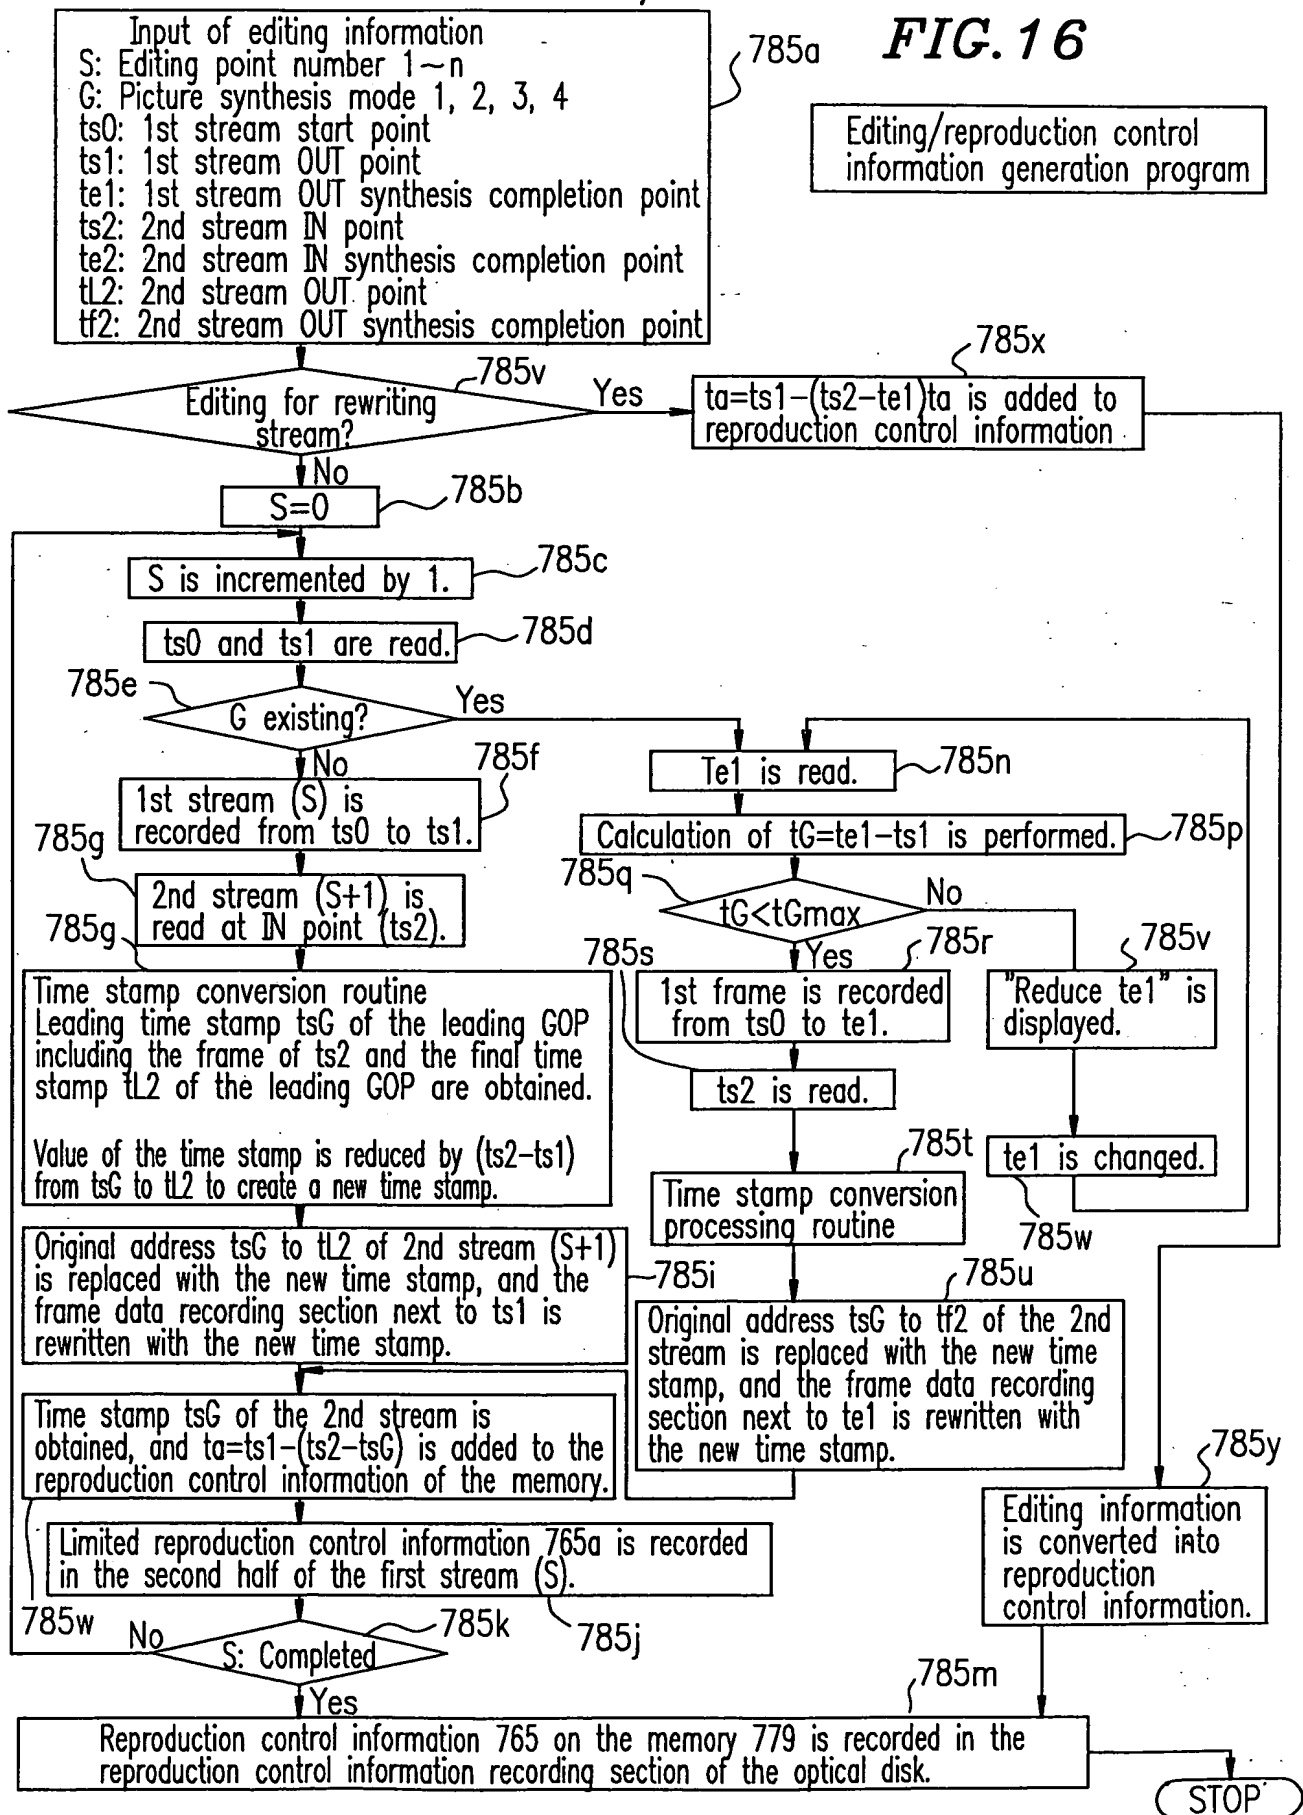 FIG.16
Editing/reproduction control
information generation program
Input of editing information
S: Editing point number 1~n
G: Picture synthesis mode 1, 2, 3, 4
ts0: 1st stream start point
ts1: 1st stream OUT point
te1: 1st stream OUT synthesis completion point
ts2: 2nd stream IN point
te2: 2nd stream IN synthesis completion point
tL2: 2nd stream OUT point
tf2: 2nd stream OUT synthesis completion point
785a
785v
Editing for rewriting
stream?
Yes
No
785x
ta=ts1-(ts2-te1)ta is added to
reproduction control information
S=0
785b
S is incremented by 1.
785c
ts0 and ts1 are read.
785d
785e
G existing?
Yes
No
785f
1st stream (S) is
recorded from ts0 to ts1.
785g
2nd stream (S+1) is
read at IN point (ts2).
785g
Time stamp conversion routine
Leading time stamp tsG of the leading GOP
including the frame of ts2 and the final time
stamp tL2 of the leading GOP are obtained.
Value of the time stamp is reduced by (ts2-ts1)
from tsG to tL2 to create a new time stamp.
Original address tsG to tL2 of 2nd stream (S+1)
is replaced with the new time stamp, and the
frame data recording section next to ts1 is
rewritten with the new time stamp.
785i
Time stamp tsG of the 2nd stream is
obtained, and ta=ts1-(ts2-tsG) is added to the
reproduction control information of the memory.
785w
Limited reproduction control information 765a is recorded
in the second half of the first stream (S).
785j
S: Completed
785k
No
Yes
Te1 is read.
785n
Calculation of tG=te1-ts1 is performed.
785p
785q
tG<tGmax
No
Yes
785r
1st frame is recorded
from ts0 to te1.
785s
ts2 is read.
785t
Time stamp conversion
processing routine
785u
Original address tsG to tf2 of the 2nd
stream is replaced with the new time
stamp, and the frame data recording
section next to te1 is rewritten with
the new time stamp.
785v
"Reduce te1" is
displayed.
te1 is changed.
785w
785y
Editing information
is converted into
reproduction
control information.
785m
Reproduction control information 765 on the memory 779 is recorded in the
reproduction control information recording section of the optical disk.
STOP